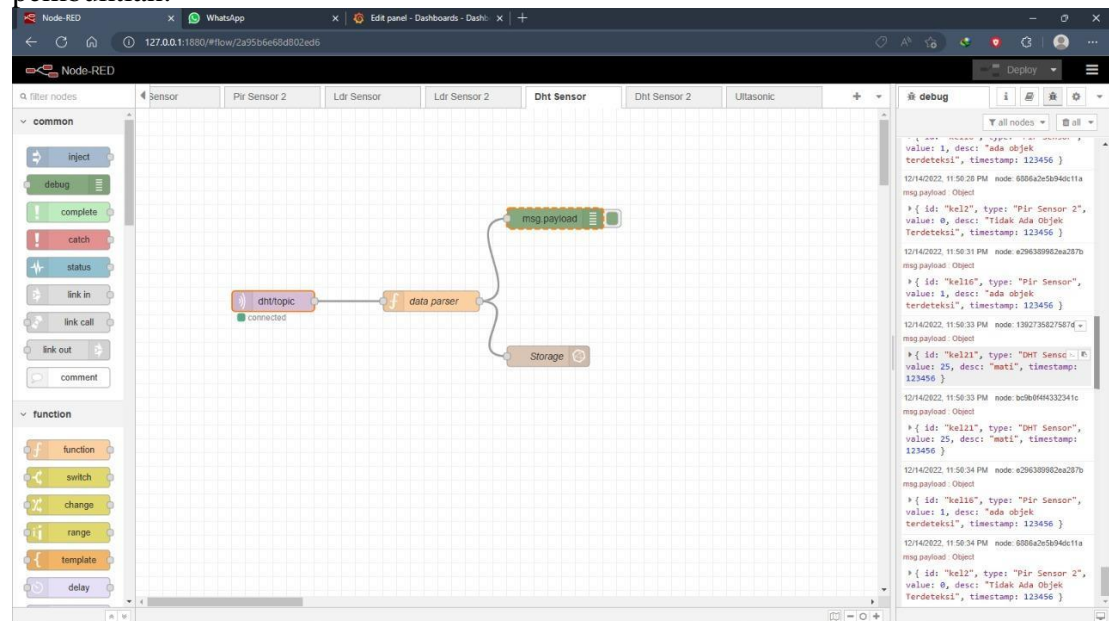 Node-RED
WhatsApp
Edit panel - Dashboards - Dashb
127.0.0.1:1880/#flow/2a95b6e68d802ed6
Node-RED
Deploy
filter nodes
Sensor
Pir Sensor 2
Ldr Sensor
Ldr Sensor 2
Dht Sensor
Dht Sensor 2
Ultasonic
debug
all nodes
all
common
inject
debug
complete
catch
status
link in
link call
link out
comment
function
function
switch
change
range
template
delay
msg.payload
dht/topic
connected
data parser
Storage
value: 1, desc: "ada objek
terdeteksi", timestamp: 123456 }
12/14/2022, 11:50:28 PM node: 6886a2e5b94dc11a
msg.payload : Object
{ id: "kel2", type: "Pir Sensor 2",
value: 0, desc: "Tidak Ada Objek
Terdeteksi", timestamp: 123456 }
12/14/2022, 11:50:31 PM node: e296389982ea287b
msg.payload : Object
{ id: "kel16", type: "Pir Sensor",
value: 1, desc: "ada objek
terdeteksi", timestamp: 123456 }
12/14/2022, 11:50:33 PM node: 1392735827587d
msg.payload : Object
{ id: "kel21", type: "DHT Senso
value: 25, desc: "mati", timestamp:
123456 }
12/14/2022, 11:50:33 PM node: bc9b0f4f4332341c
msg.payload : Object
{ id: "kel21", type: "DHT Sensor",
value: 25, desc: "mati", timestamp:
123456 }
12/14/2022, 11:50:34 PM node: e296389982ea287b
msg.payload : Object
{ id: "kel16", type: "Pir Sensor",
value: 1, desc: "ada objek
terdeteksi", timestamp: 123456 }
12/14/2022, 11:50:34 PM node: 6886a2e5b94dc11a
msg.payload : Object
{ id: "kel2", type: "Pir Sensor 2",
value: 0, desc: "Tidak Ada Objek
Terdeteksi", timestamp: 123456 }